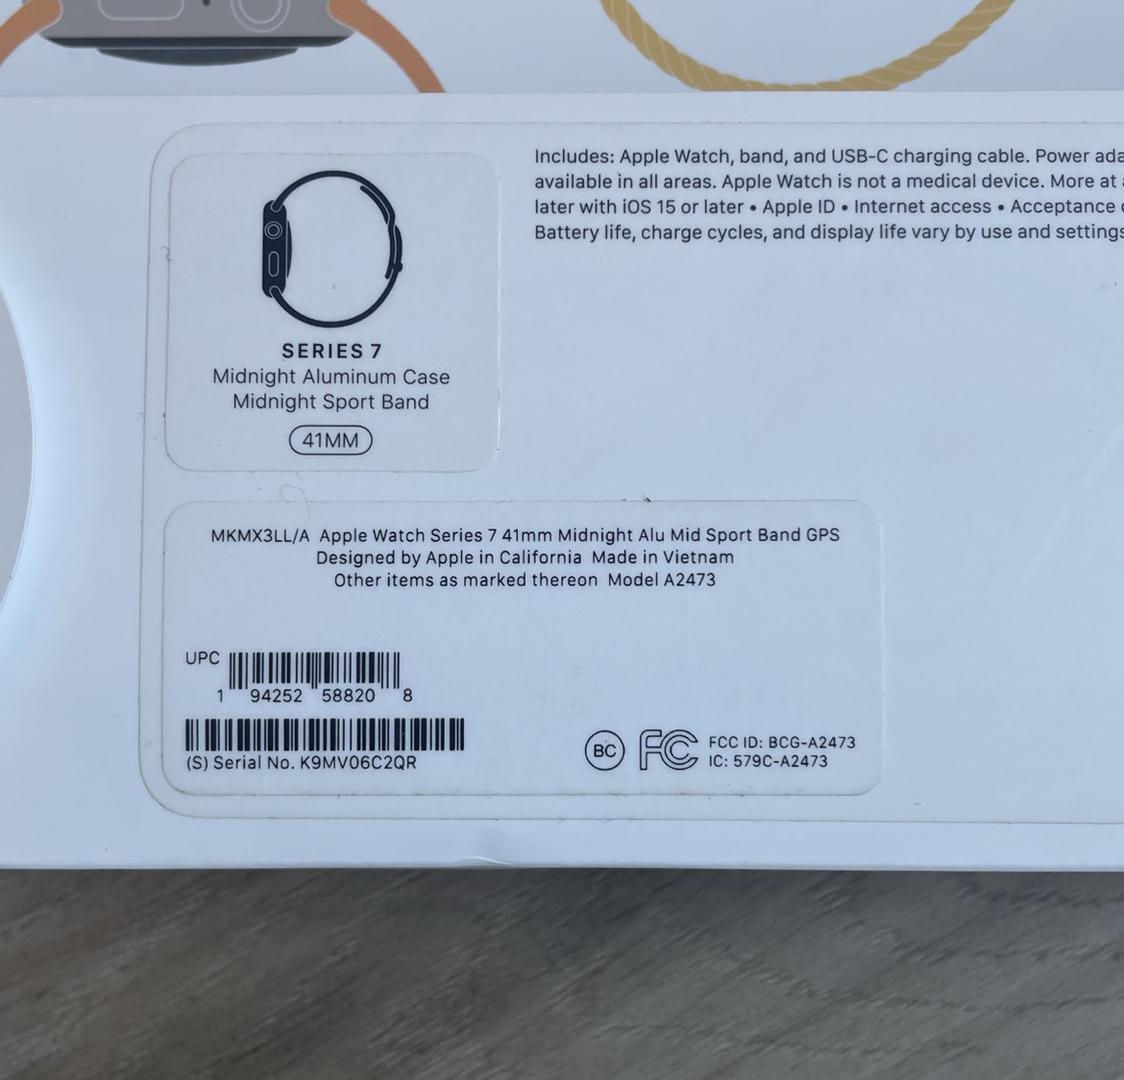 Includes: Apple Watch, band, and USB-C charging cable. Power
available in all areas. Apple Watch is not a medical device. More at
later with iOS 15 or later • Apple ID • Internet access • Acceptance
Battery life, charge cycles, and display life vary by use and settings
SERIES 7
Midnight Aluminum Case
Midnight Sport Band
41MM
MKMX3LL/A Apple Watch Series 7 41mm Midnight Alu Mid Sport Band GPS
Designed by Apple in California Made in Vietnam
Other items as marked thereon Model A2473
UPC
1 94252 58820 8
(S) Serial No. K9MV06C2QR
BC
FC
FCC ID: BCG-A2473
IC: 579C-A2473